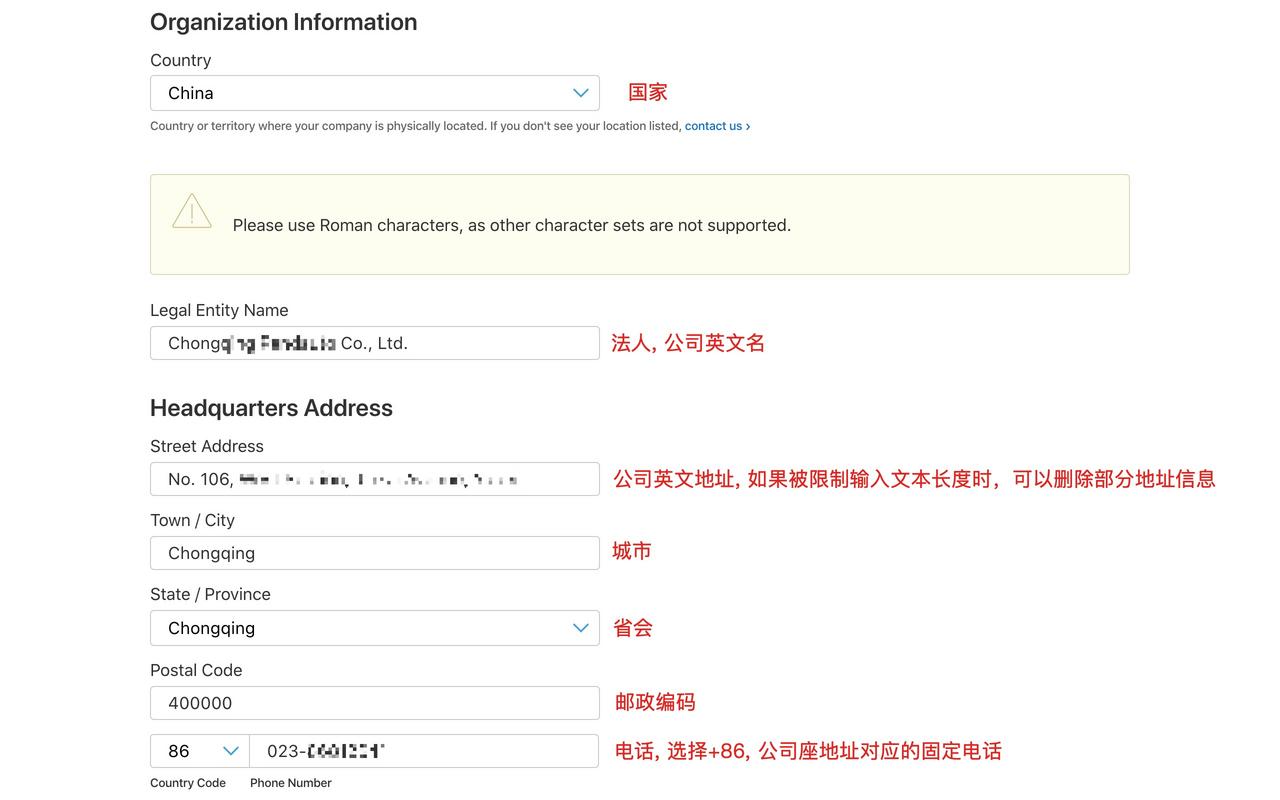 Organization Information
Country
China 国家
Country or territory where your company is physically located. If you don't see your location listed, contact us ›
Please use Roman characters, as other character sets are not supported.
Legal Entity Name
Co., Ltd. 法人, 公司英文名
Headquarters Address
Street Address
No. 106, 公司英文地址, 如果被限制输入文本长度时，可以删除部分地址信息
Town / City
Chongqing 城市
State / Province
Chongqing 省会
Postal Code
400000 邮政编码
86 023- 电话, 选择+86, 公司座地址对应的固定电话
Country Code Phone Number